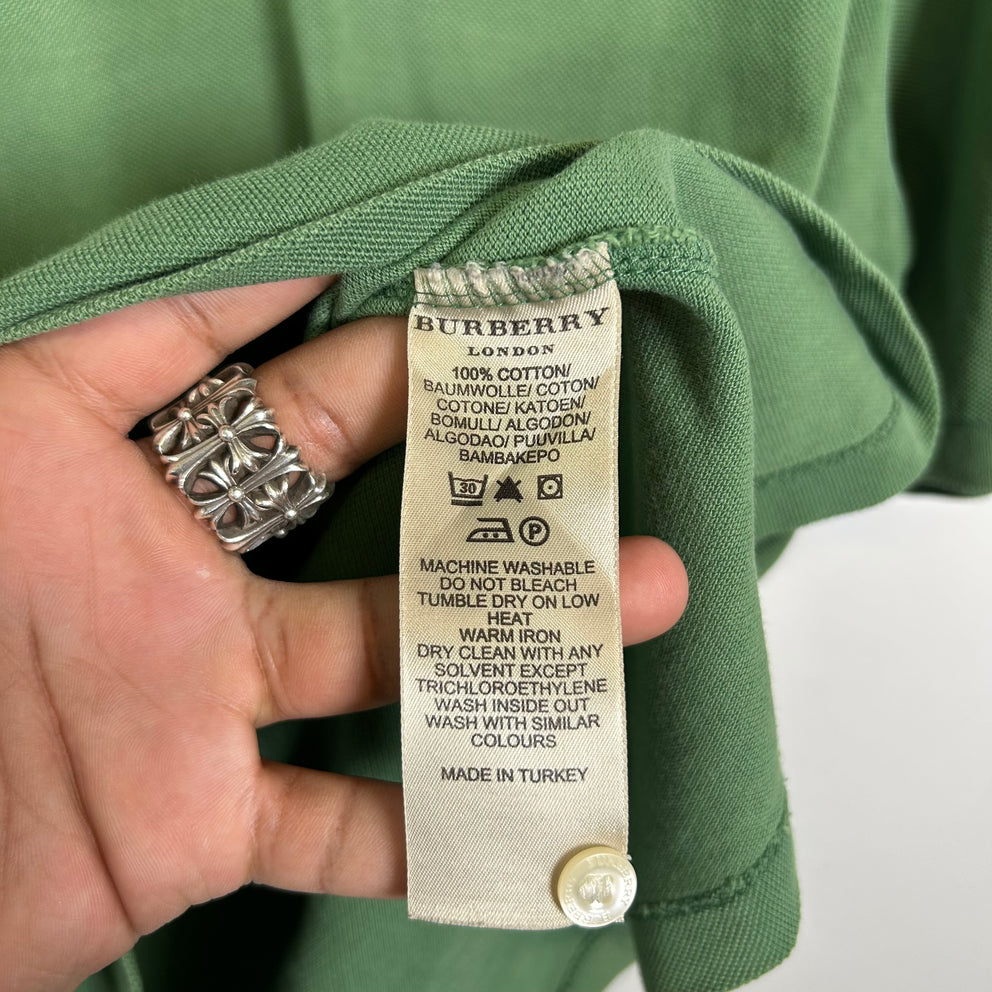 BURBERRY
LONDON
100% COTTON/
BAUMWOLLE/ COTON/
COTONE/ KATOEN/
BOMULL/ ALGODON/
ALGODAO/ PUUVILLA/
BAMBAKEPO
30
P
MACHINE WASHABLE
DO NOT BLEACH
TUMBLE DRY ON LOW
HEAT
WARM IRON
DRY CLEAN WITH ANY
SOLVENT EXCEPT
TRICHLOROETHYLENE
WASH INSIDE OUT
WASH WITH SIMILAR
COLOURS
MADE IN TURKEY
BURBERRY